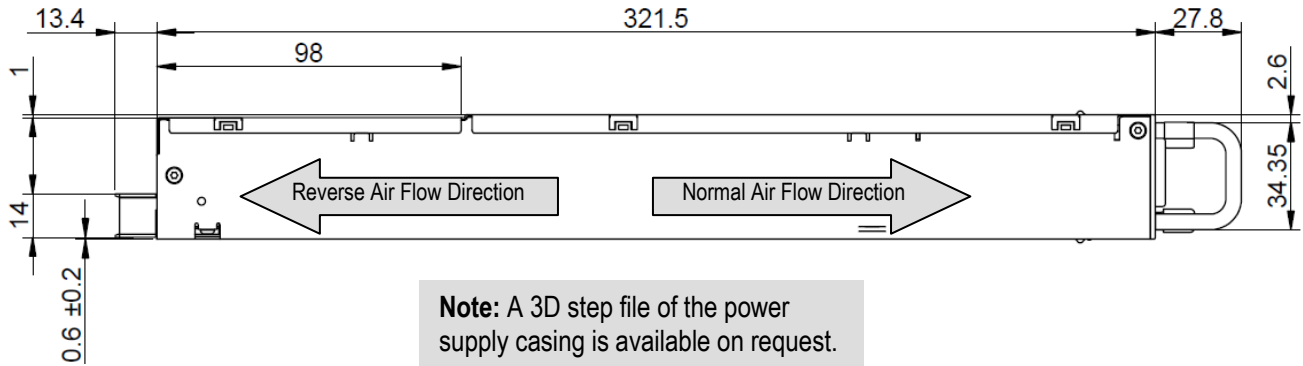 13.4
321.5
27.8
98
1
2.6
Reverse Air Flow Direction
Normal Air Flow Direction
14
34.35
0.6 ±0.2
Note: A 3D step file of the power
supply casing is available on request.